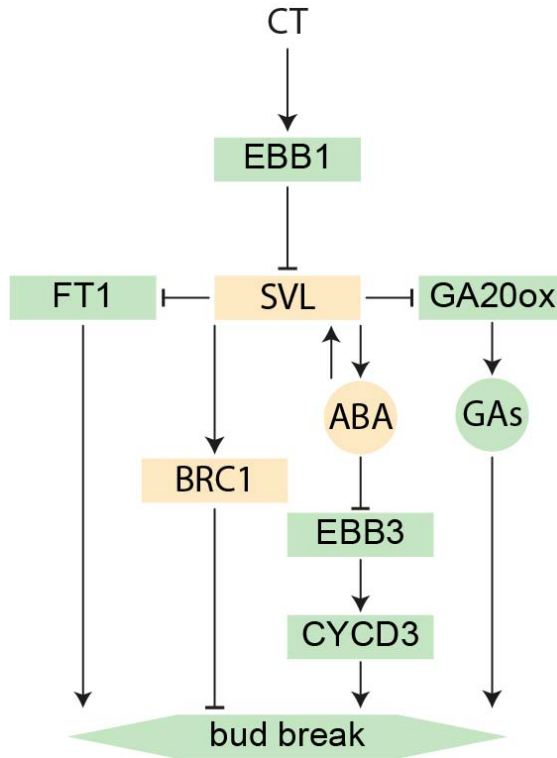 CT
EBB1
FT1
SVL
GA20ox
ABA
GAs
BRC1
EBB3
CYCD3
bud break